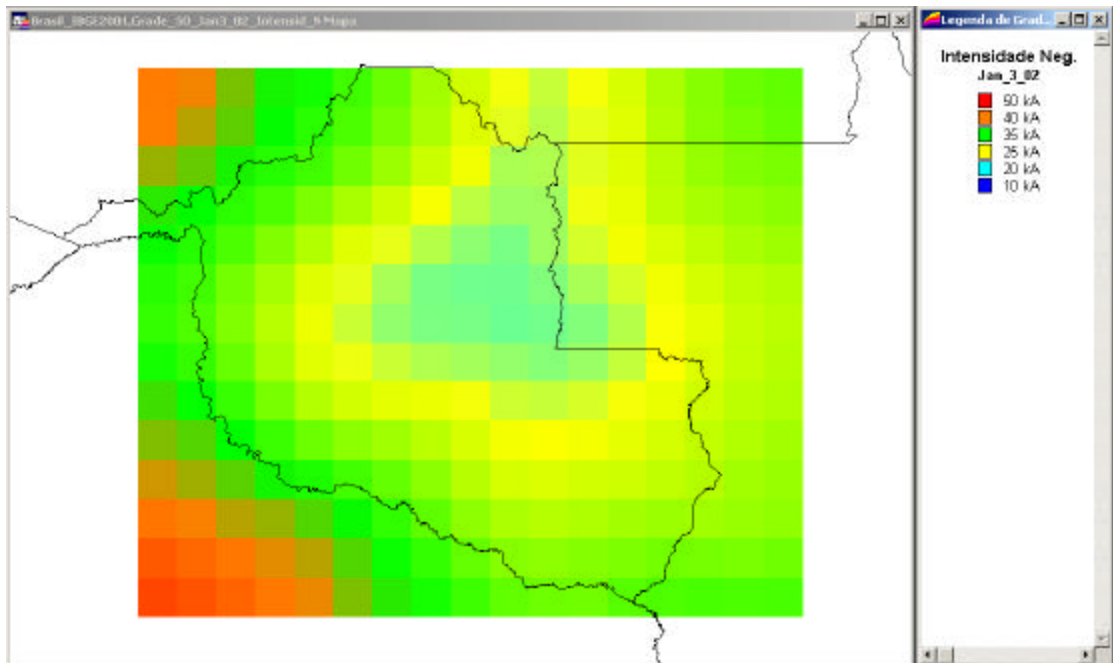 Brasil_IBGE2001,Grade_50_Jan3_02_Intensid_9 Mapa
Legenda de Grad...
Intensidade Neg.
Jan_3_02
50 kA
40 kA
35 kA
25 kA
20 kA
10 kA